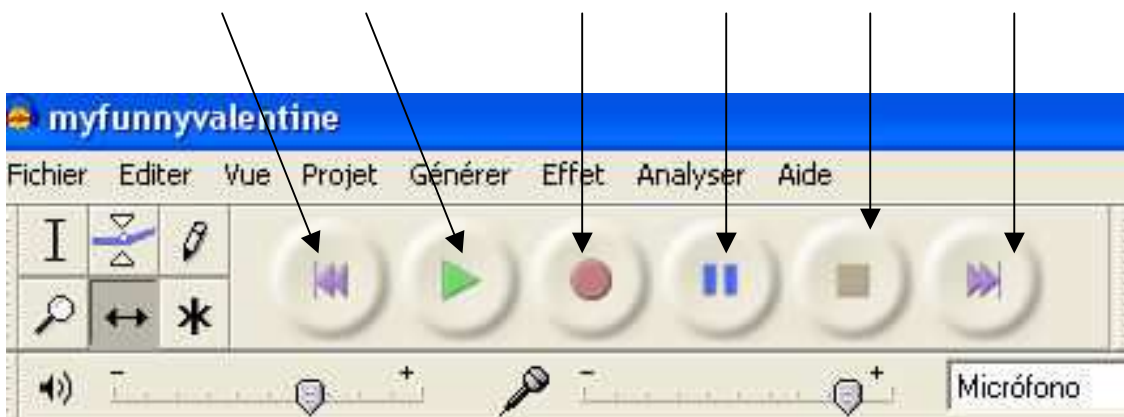 myfunnyvalentine
Fichier Editer Vue Projet Générer Effet Analyser Aide
Micrófono